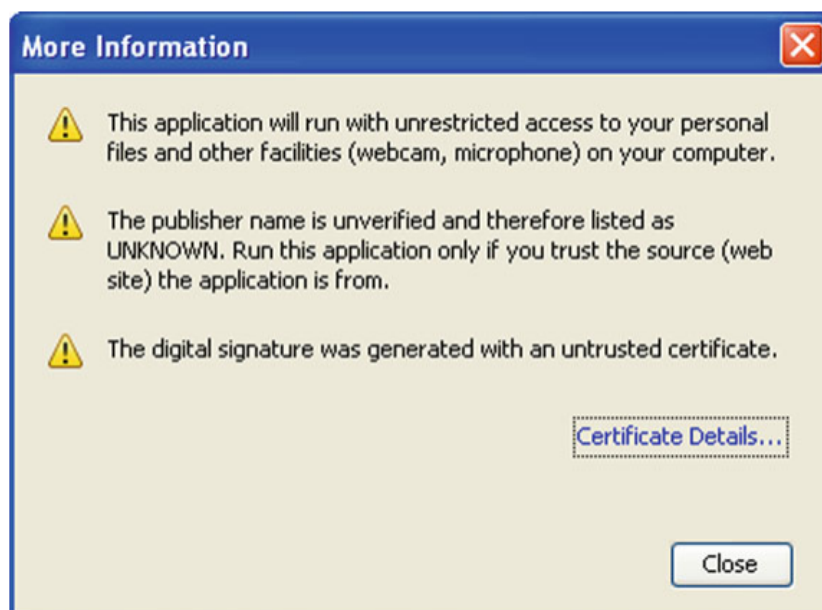 More Information
This application will run with unrestricted access to your personal
files and other facilities (webcam, microphone) on your computer.
The publisher name is unverified and therefore listed as
UNKNOWN. Run this application only if you trust the source (web
site) the application is from.
The digital signature was generated with an untrusted certificate.
Certificate Details...
Close